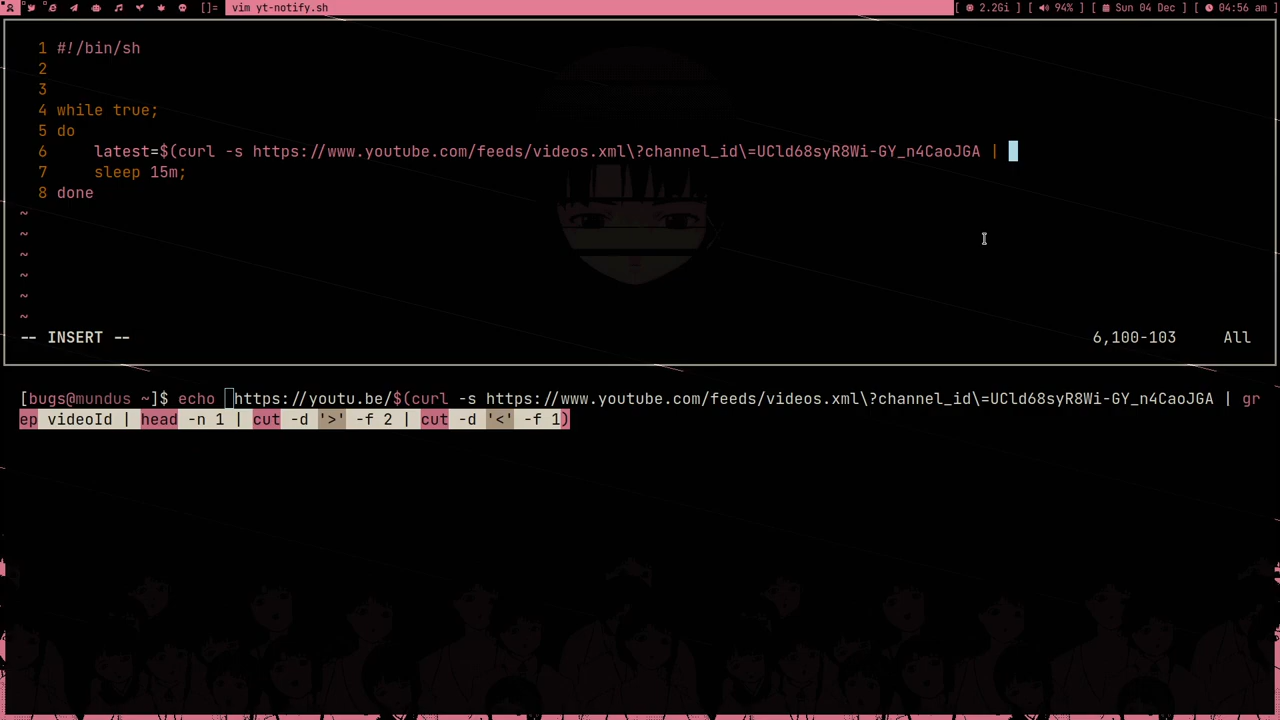 []= vim yt-notify.sh [ 2.2Gi ] [ 94% ] [ Sun 04 Dec ] [ 04:56 am ]
1 #!/bin/sh
2
3
4 while true;
5 do
6     latest=$(curl -s https://www.youtube.com/feeds/videos.xml\?channel_id\=UCld68syR8Wi-GY_n4CaoJGA |
7     sleep 15m;
8 done
~
~
~
~
~
~
-- INSERT -- 6,100-103 All
[bugs@mundus ~]$ echo https://youtu.be/$(curl -s https://www.youtube.com/feeds/videos.xml\?channel_id\=UCld68syR8Wi-GY_n4CaoJGA | gr
ep videoId | head -n 1 | cut -d '>' -f 2 | cut -d '<' -f 1)